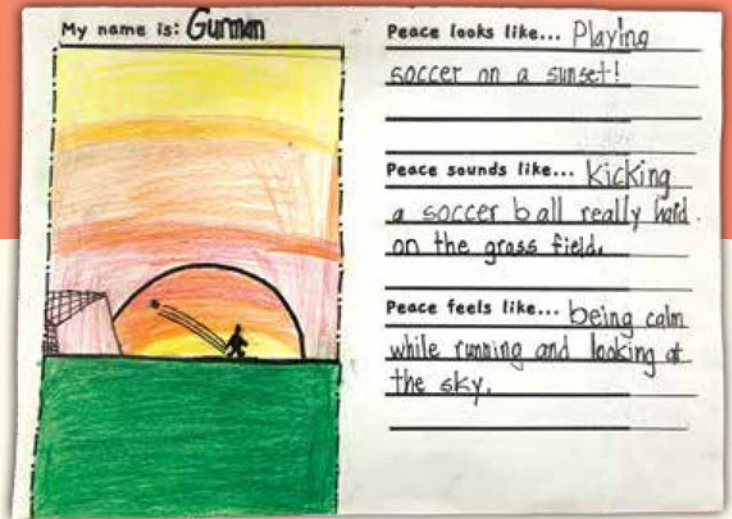 My name is: Gurman
Peace looks like... Playing
soccer on a sunset!
Peace sounds like... kicking
a soccer ball really hard.
on the grass field.
Peace feels like... being calm
while running and looking at
the sky.